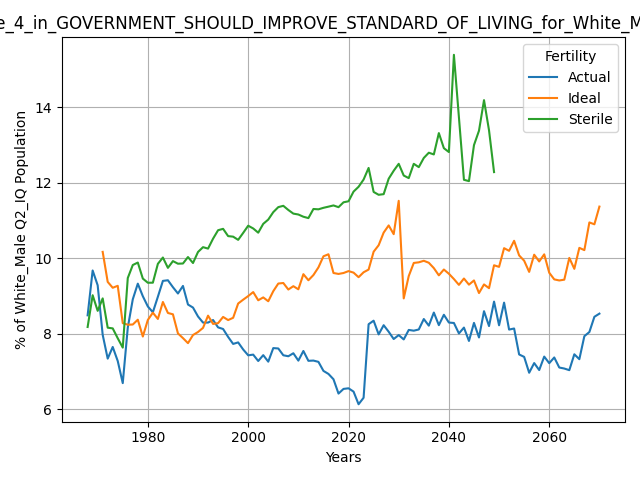 e_4_in_GOVERNMENT_SHOULD_IMPROVE_STANDARD_OF_LIVING_for_White_M
Fertility
Actual
Ideal
Sterile
% of White_Male Q2_IQ Population
14
12
10
8
6
1980
2000
2020
2040
2060
Years